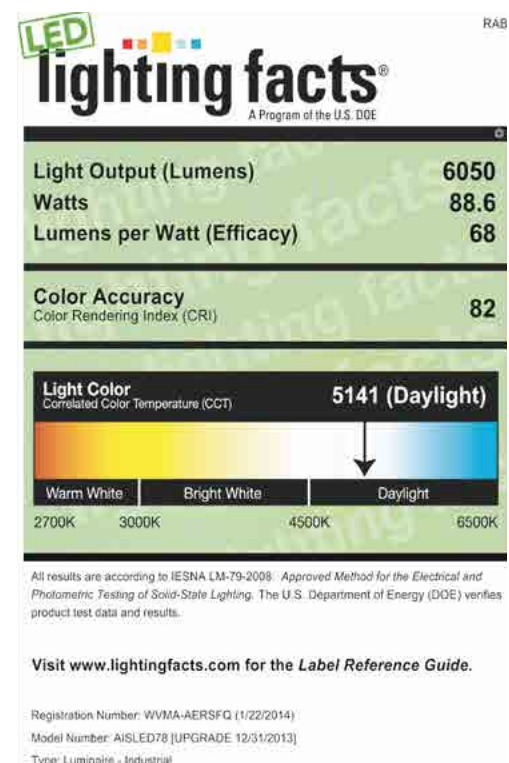 RAB
LED
lighting facts®
A Program of the U.S. DOE
Light Output (Lumens) 6050
Watts 88.6
Lumens per Watt (Efficacy) 68
Color Accuracy
Color Rendering Index (CRI) 82
Light Color
Correlated Color Temperature (CCT) 5141 (Daylight)
Warm White Bright White Daylight
2700K 3000K 4500K 6500K
All results are according to IESNA LM-79-2008: Approved Method for the Electrical and
Photometric Testing of Solid-State Lighting. The U.S. Department of Energy (DOE) verifies
product test data and results.
Visit www.lightingfacts.com for the Label Reference Guide.
Registration Number: WVMA-AERSFQ (1/22/2014)
Model Number: AISLED78 [UPGRADE 12/31/2013]
Type: Luminaire - Industrial